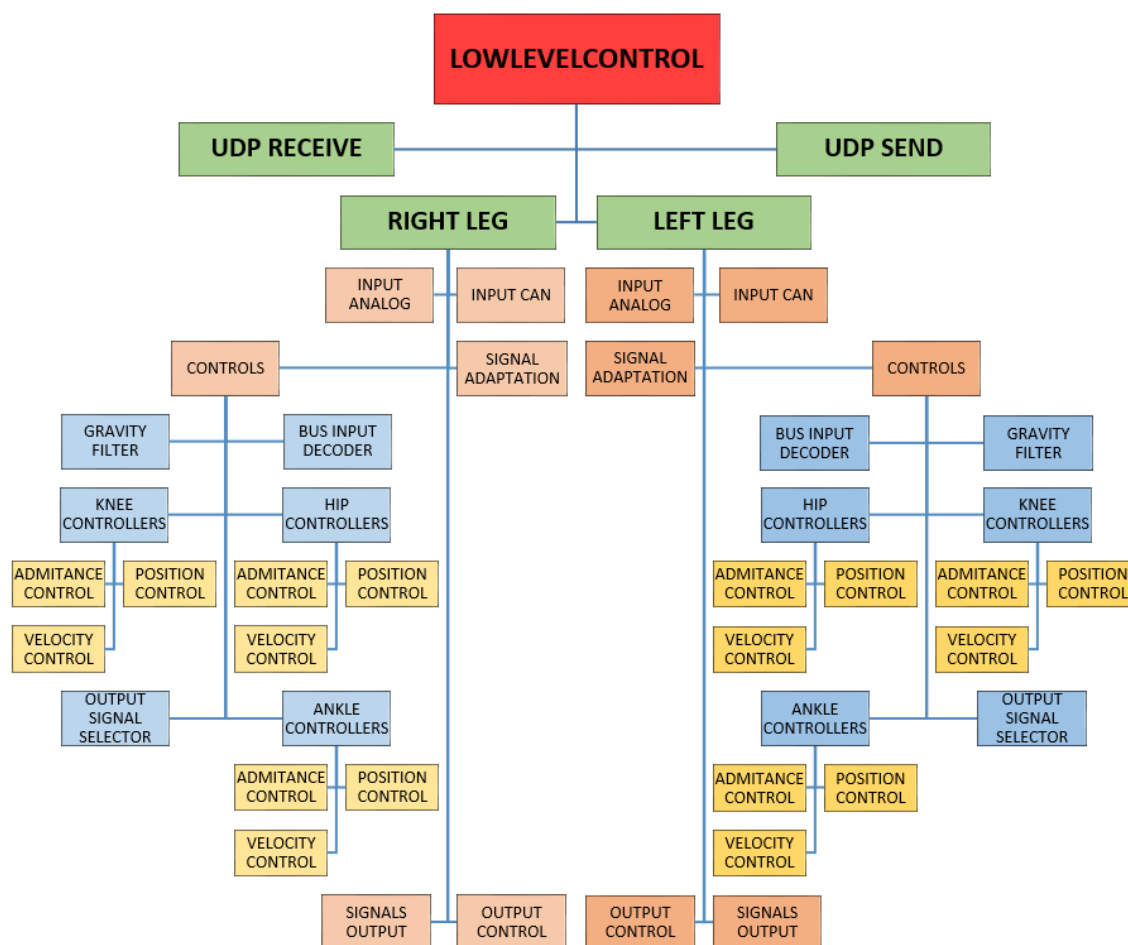 LOWLEVELCONTROL
UDP RECEIVE
UDP SEND
RIGHT LEG
LEFT LEG
INPUT
ANALOG
INPUT CAN
INPUT
ANALOG
INPUT CAN
CONTROLS
SIGNAL
ADAPTATION
SIGNAL
ADAPTATION
CONTROLS
GRAVITY
FILTER
BUS INPUT
DECODER
BUS INPUT
DECODER
GRAVITY
FILTER
KNEE
CONTROLLERS
HIP
CONTROLLERS
HIP
CONTROLLERS
KNEE
CONTROLLERS
ADMITANCE
CONTROL
POSITION
CONTROL
ADMITANCE
CONTROL
POSITION
CONTROL
ADMITANCE
CONTROL
POSITION
CONTROL
ADMITANCE
CONTROL
POSITION
CONTROL
VELOCITY
CONTROL
VELOCITY
CONTROL
VELOCITY
CONTROL
VELOCITY
CONTROL
OUTPUT
SIGNAL
SELECTOR
ANKLE
CONTROLLERS
ANKLE
CONTROLLERS
OUTPUT
SIGNAL
SELECTOR
ADMITANCE
CONTROL
POSITION
CONTROL
ADMITANCE
CONTROL
POSITION
CONTROL
VELOCITY
CONTROL
VELOCITY
CONTROL
SIGNALS
OUTPUT
OUTPUT
CONTROL
OUTPUT
CONTROL
SIGNALS
OUTPUT